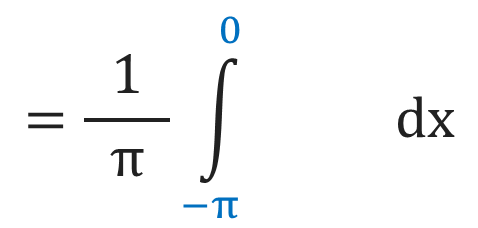 = 1/π ∫_{-π}^{0} dx